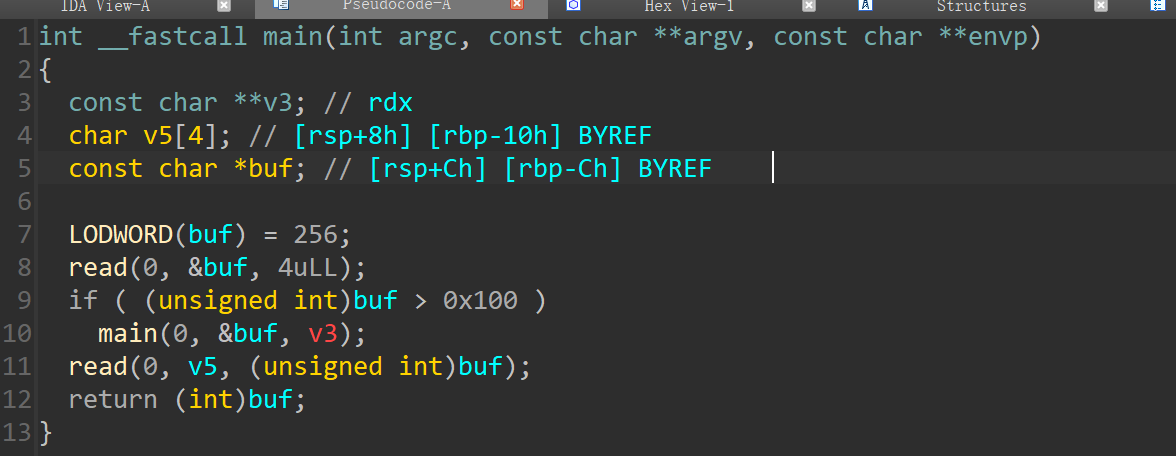 IDA View-A Pseudocode-A Hex View-1 Structures
1 int __fastcall main(int argc, const char **argv, const char **envp)
2 {
3 const char **v3; // rdx
4 char v5[4]; // [rsp+8h] [rbp-10h] BYREF
5 const char *buf; // [rsp+Ch] [rbp-Ch] BYREF
6
7 LODWORD(buf) = 256;
8 read(0, &buf, 4uLL);
9 if ( (unsigned int)buf > 0x100 )
10 main(0, &buf, v3);
11 read(0, v5, (unsigned int)buf);
12 return (int)buf;
13 }